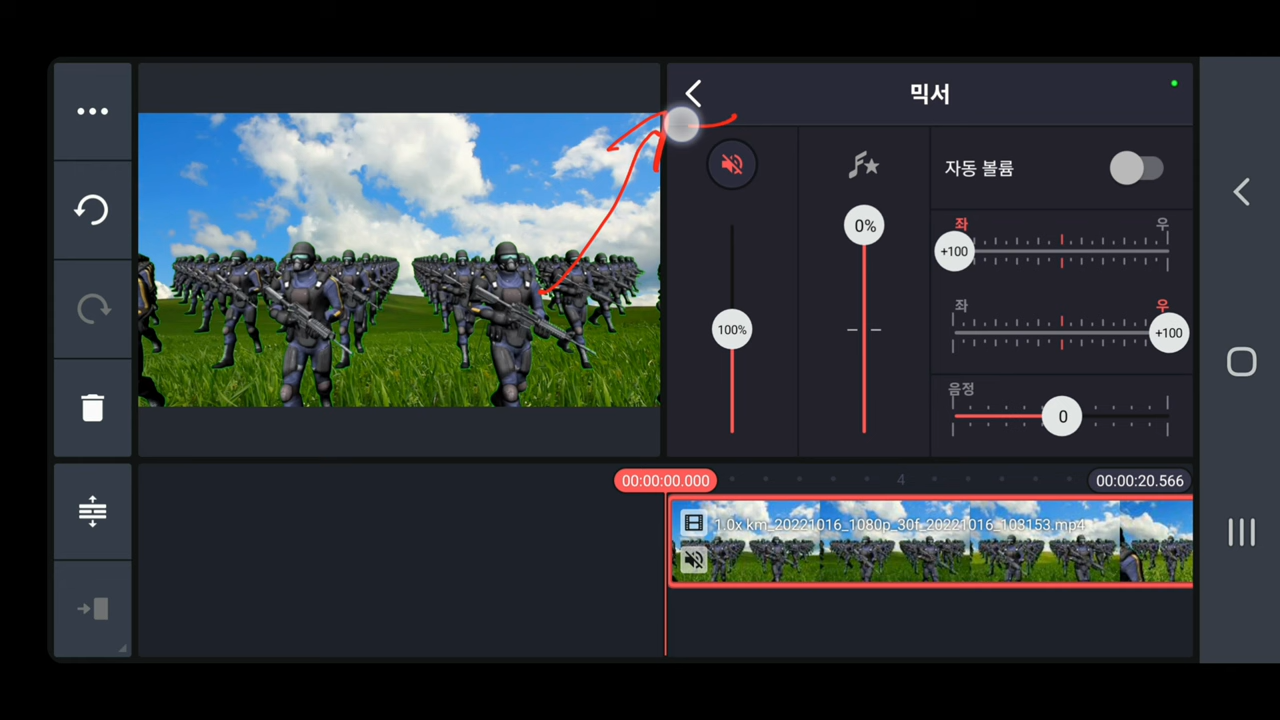 믹서
자동 볼륨
좌 우
+100
0%
좌 우
+100
100%
음정
0
00:00:00.000
4
00:00:20.566
1.0x km_20221016_1080p_30f_20221016_103153.mp4